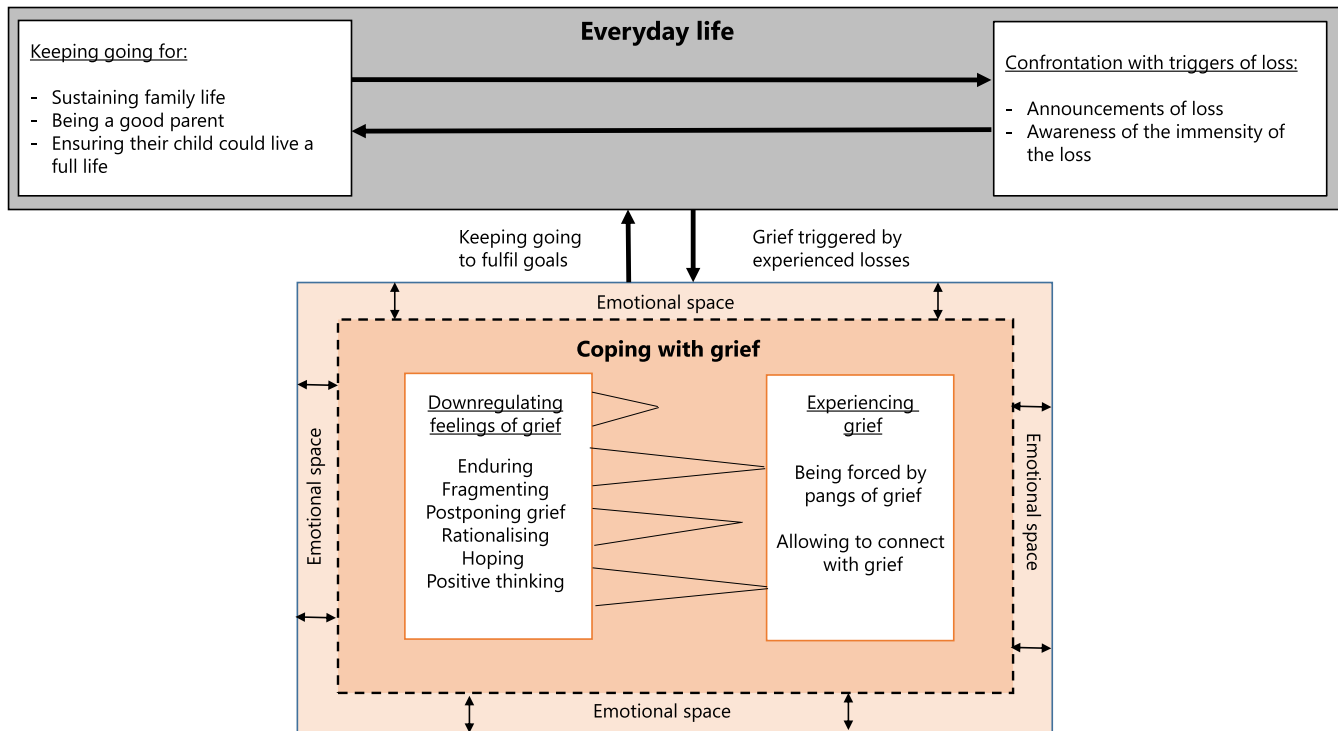 Everyday life
Keeping going for:
- Sustaining family life
- Being a good parent
- Ensuring their child could live a
full life
Confrontation with triggers of loss:
- Announcements of loss
- Awareness of the immensity of
the loss
Keeping going
to fulfil goals
Grief triggered by
experienced losses
Emotional space
Coping with grief
Emotional space
Downregulating
feelings of grief
Enduring
Fragmenting
Postponing grief
Rationalising
Hoping
Positive thinking
Experiencing
grief
Being forced by
pangs of grief
Allowing to connect
with grief
Emotional space
Emotional space